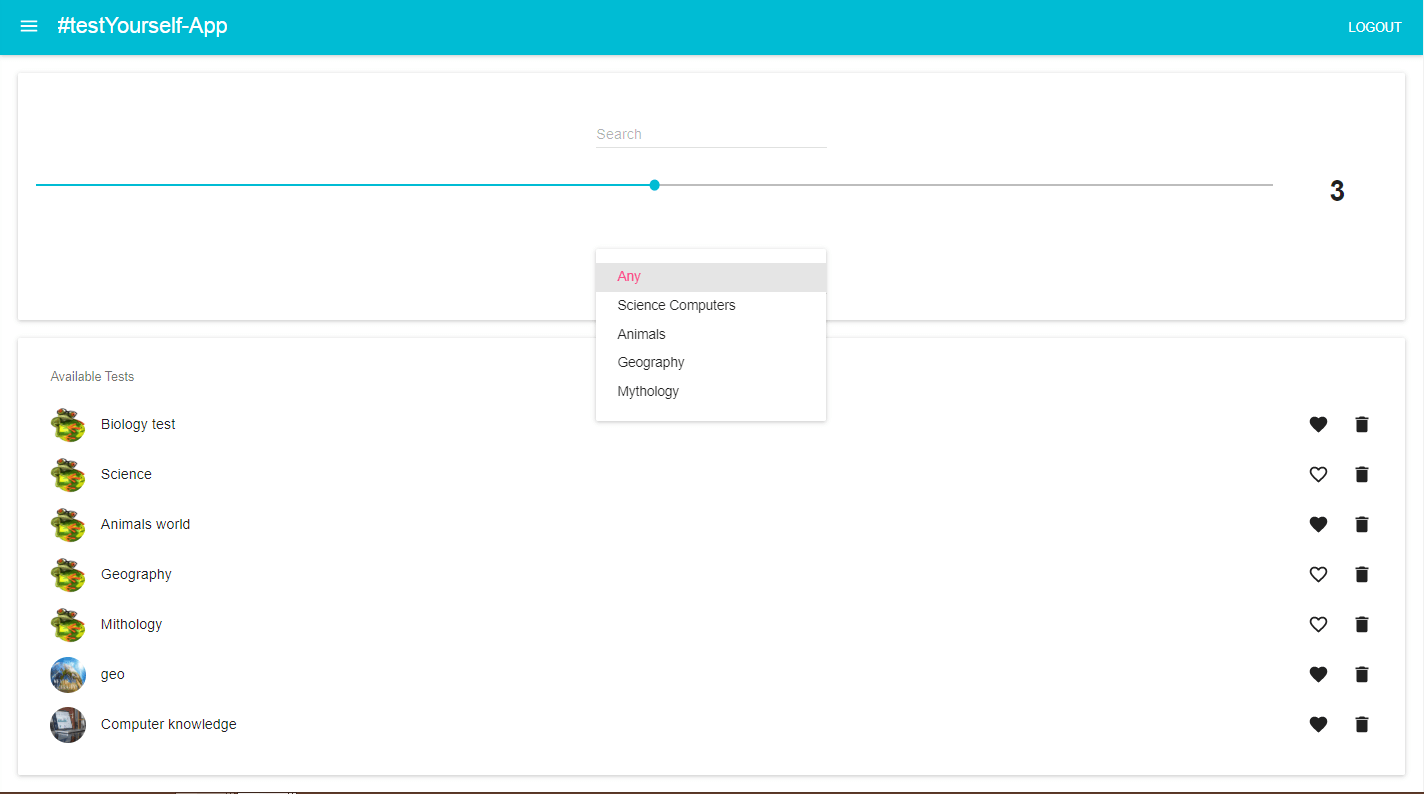 #testYourself-App
LOGOUT
Search
3
Any
Science Computers
Animals
Geography
Mythology
Available Tests
Biology test
Science
Animals world
Geography
Mithology
geo
Computer knowledge